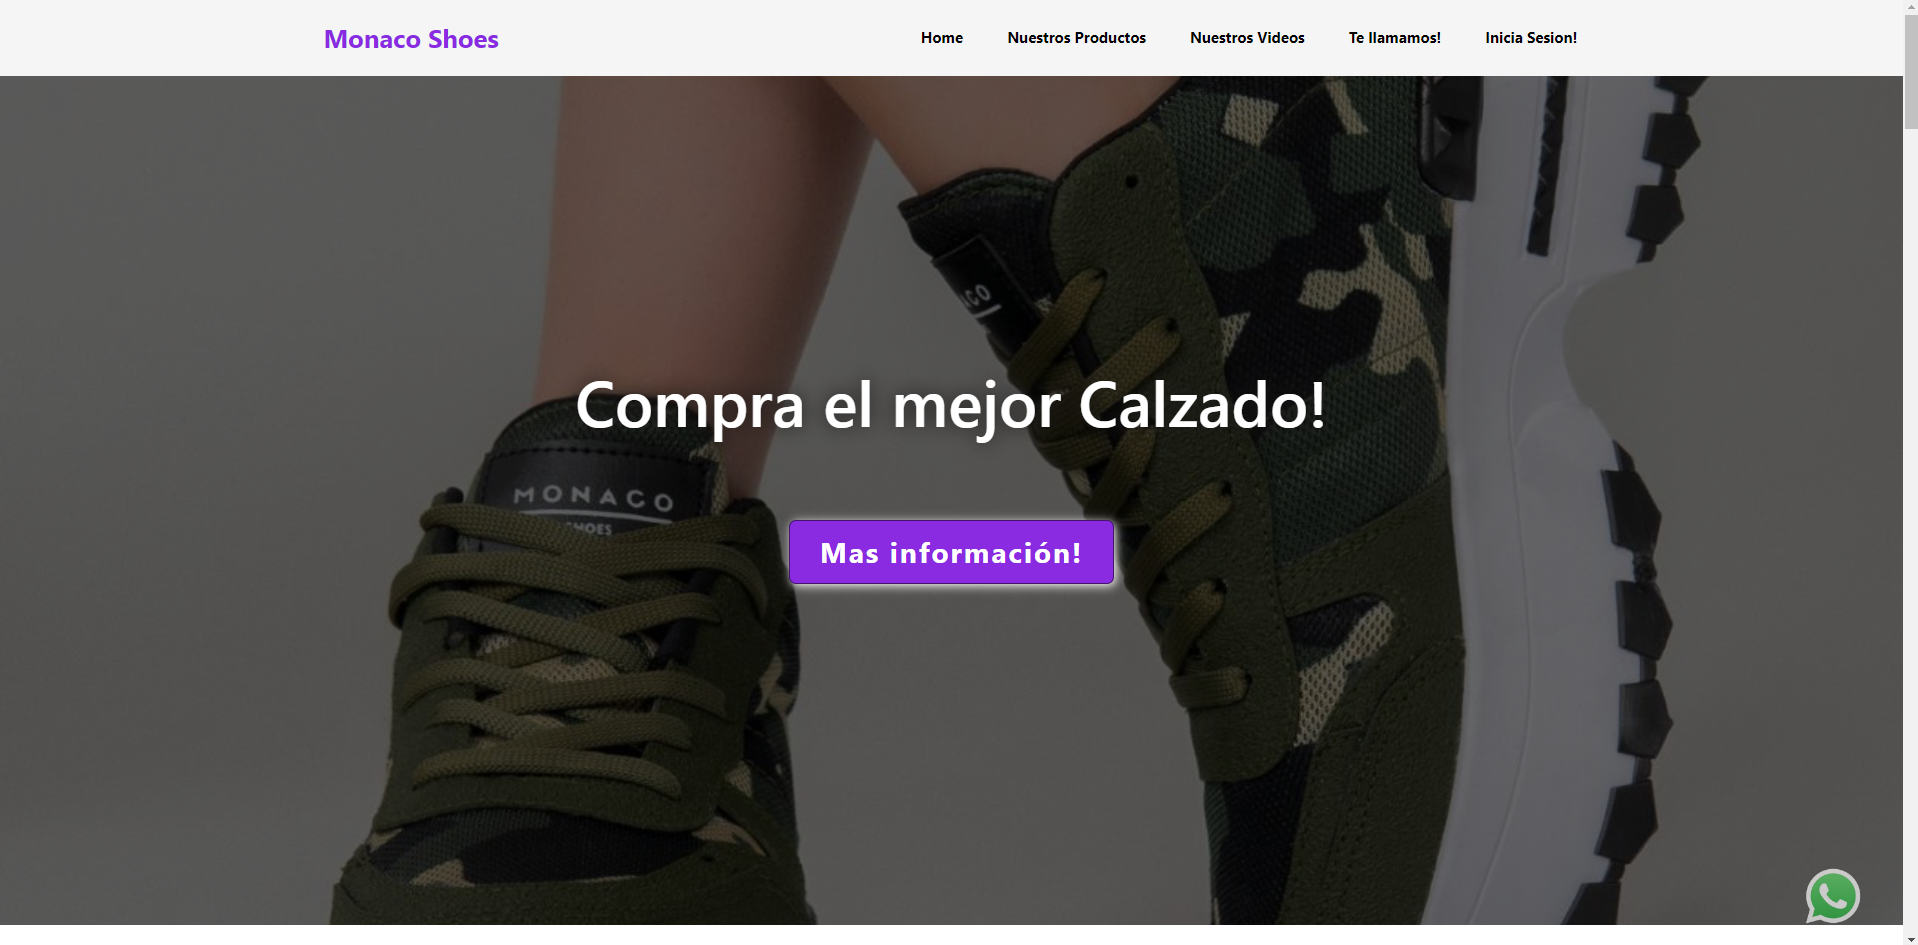 Monaco Shoes
Home
Nuestros Productos
Nuestros Videos
Te llamamos!
Inicia Sesion!
Compra el mejor Calzado!
MONACO
SHOES
Mas información!